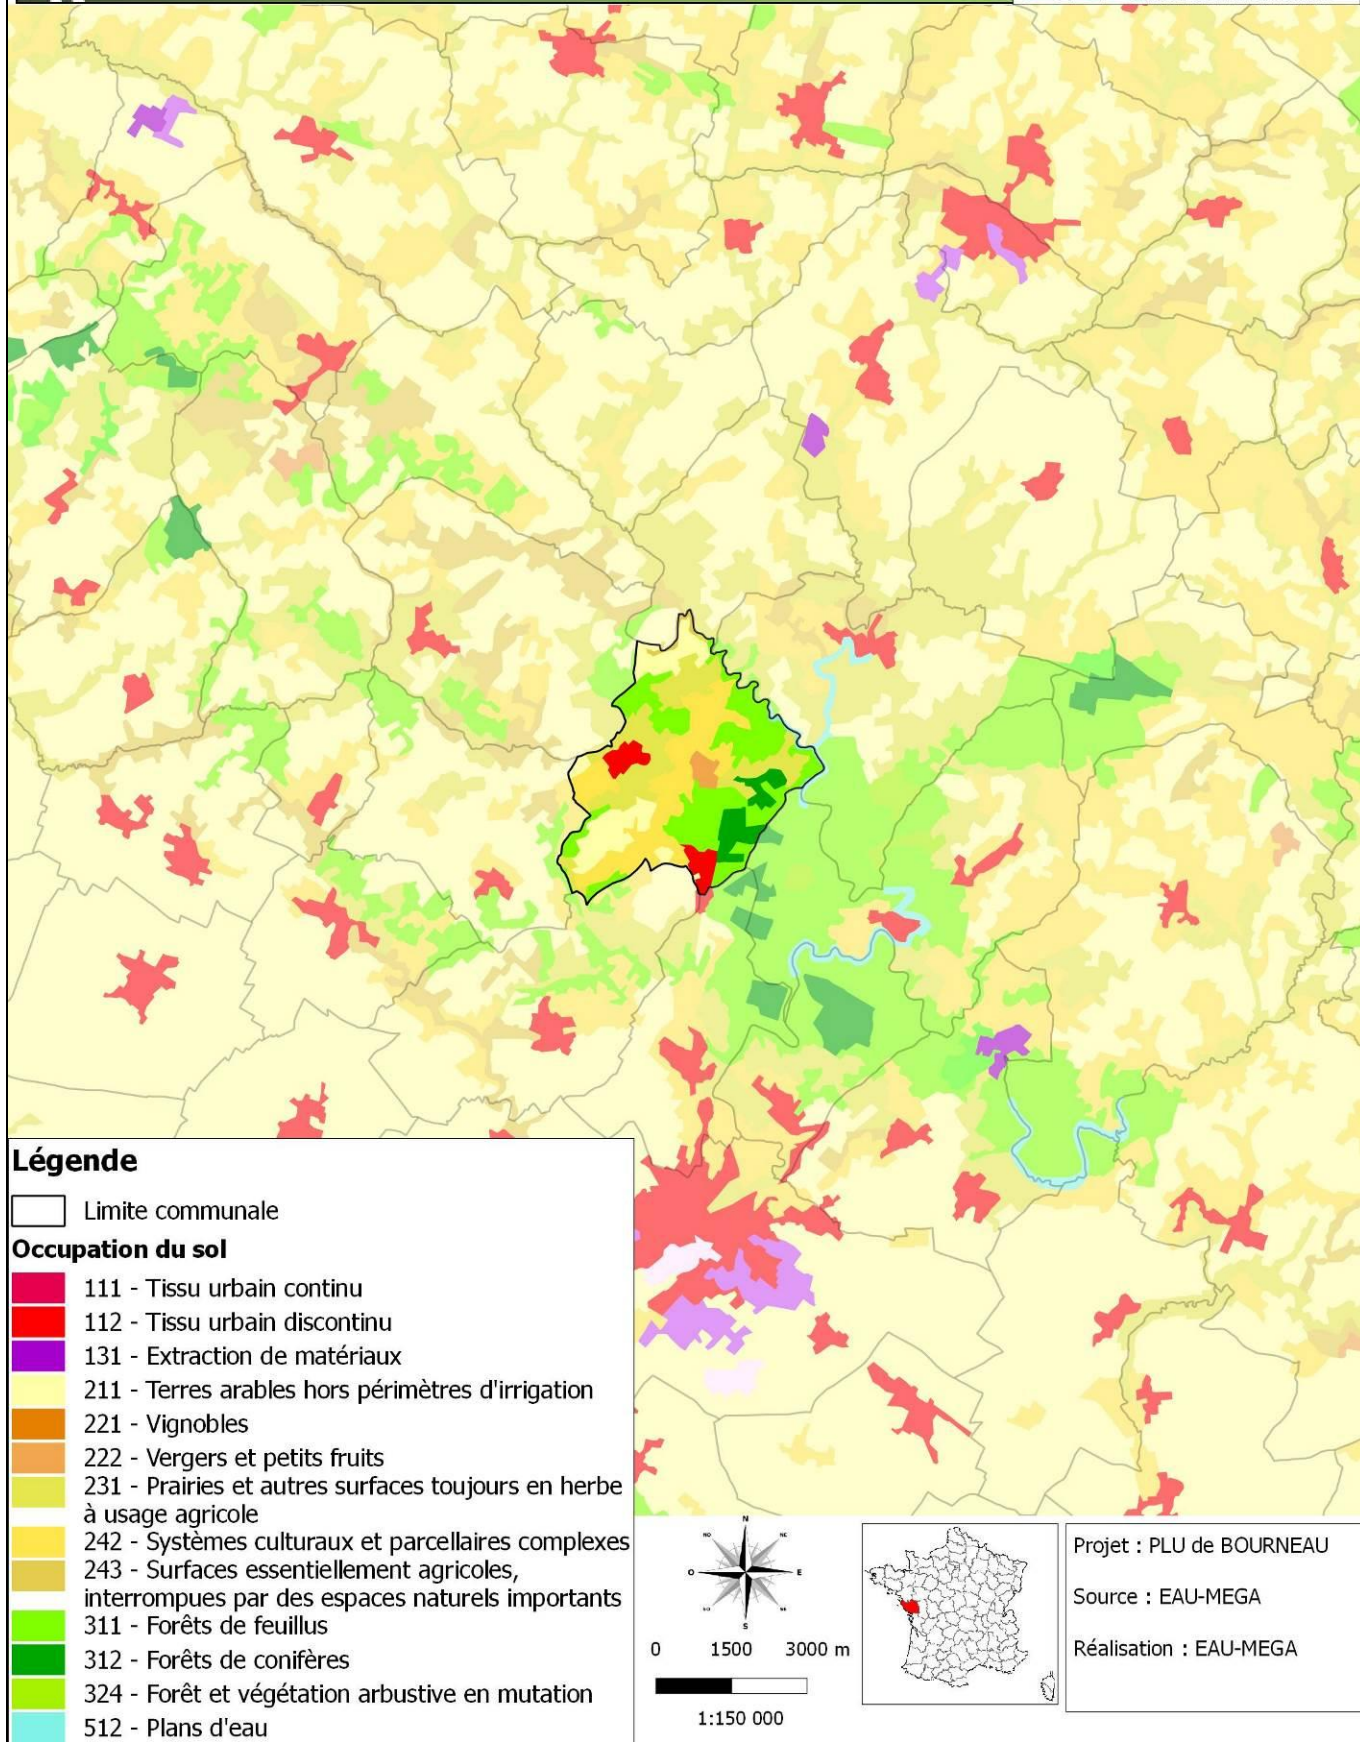 Légende
Limite communale
Occupation du sol
111 - Tissu urbain continu
112 - Tissu urbain discontinu
131 - Extraction de matériaux
211 - Terres arables hors périmètres d'irrigation
221 - Vignobles
222 - Vergers et petits fruits
231 - Prairies et autres surfaces toujours en herbe
à usage agricole
242 - Systèmes culturaux et parcellaires complexes
243 - Surfaces essentiellement agricoles,
interrompues par des espaces naturels importants
311 - Forêts de feuillus
312 - Forêts de conifères
324 - Forêt et végétation arbustive en mutation
512 - Plans d'eau
N
NO
NE
O
E
SO
SE
S
0 1500 3000 m
1:150 000
Projet : PLU de BOURNEAU
Source : EAU-MEGA
Réalisation : EAU-MEGA